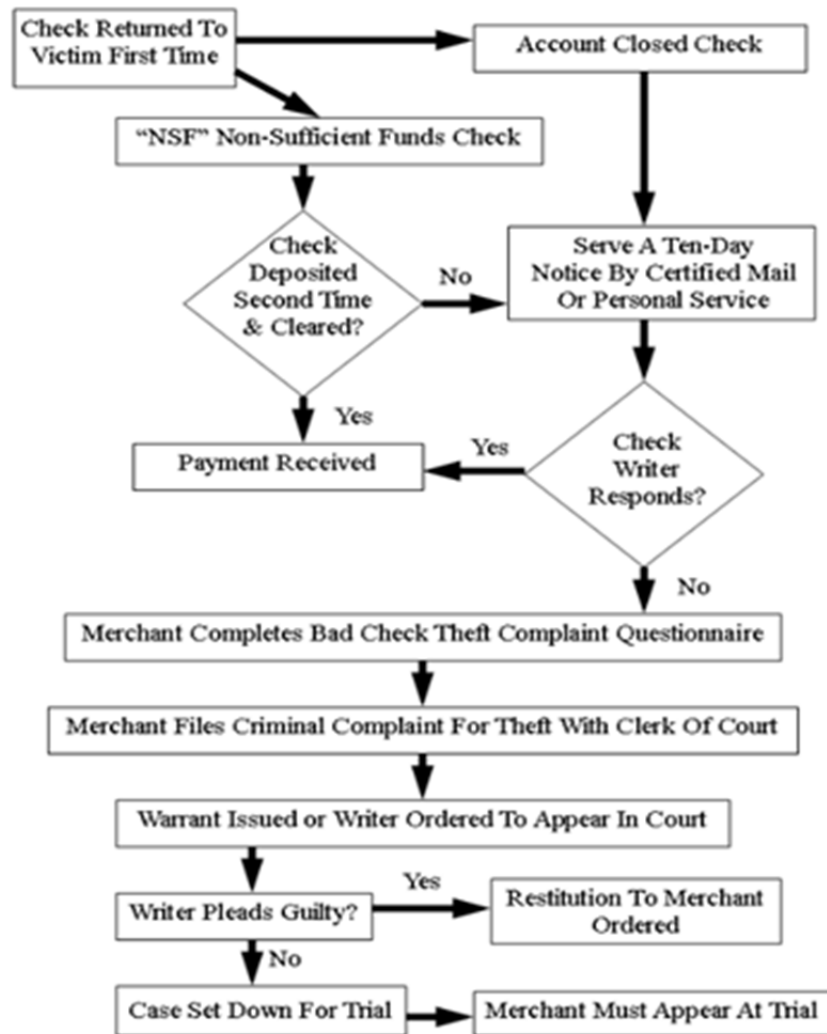 Check Returned To
Victim First Time
Account Closed Check
“NSF” Non-Sufficient Funds Check
Check
Deposited
Second Time
& Cleared?
No
Serve A Ten-Day
Notice By Certified Mail
Or Personal Service
Yes
Payment Received
Yes
Check
Writer
Responds?
No
Merchant Completes Bad Check Theft Complaint Questionnaire
Merchant Files Criminal Complaint For Theft With Clerk Of Court
Warrant Issued or Writer Ordered To Appear In Court
Writer Pleads Guilty?
Yes
Restitution To Merchant
Ordered
No
Case Set Down For Trial
Merchant Must Appear At Trial